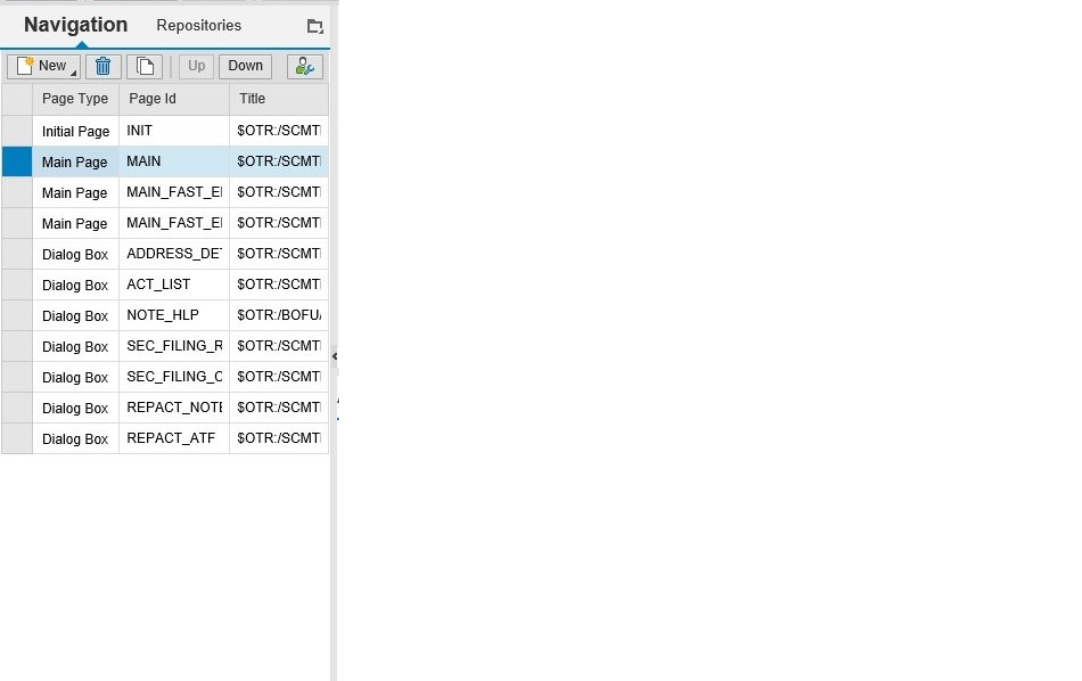 Navigation Repositories
New Up Down
Page Type Page Id Title
Initial Page INIT $OTR:/SCMT
Main Page MAIN $OTR:/SCMT
Main Page MAIN_FAST_E $OTR:/SCMT
Main Page MAIN_FAST_E $OTR:/SCMT
Dialog Box ADDRESS_DE $OTR:/SCMT
Dialog Box ACT_LIST $OTR:/SCMT
Dialog Box NOTE_HLP $OTR:/BOFU
Dialog Box SEC_FILING_R $OTR:/SCMT
Dialog Box SEC_FILING_C $OTR:/SCMT
Dialog Box REPACT_NOTE $OTR:/SCMT
Dialog Box REPACT_ATF $OTR:/SCMT